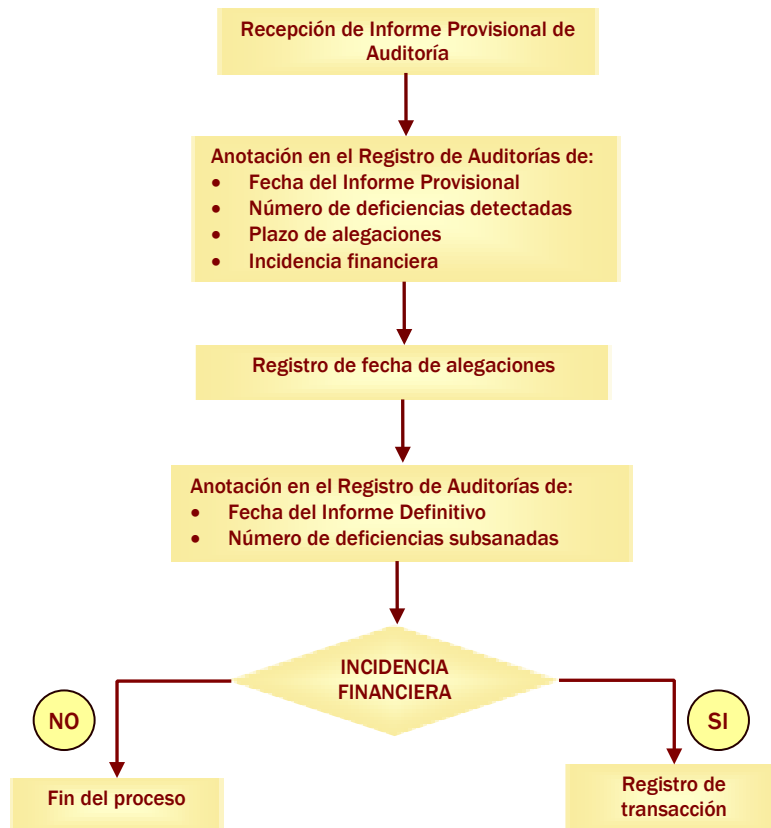 Recepción de Informe Provisional de
Auditoría
Anotación en el Registro de Auditorías de:
• Fecha del Informe Provisional
• Número de deficiencias detectadas
• Plazo de alegaciones
• Incidencia financiera
Registro de fecha de alegaciones
Anotación en el Registro de Auditorías de:
• Fecha del Informe Definitivo
• Número de deficiencias subsanadas
INCIDENCIA
FINANCIERA
NO
SI
Fin del proceso
Registro de
transacción